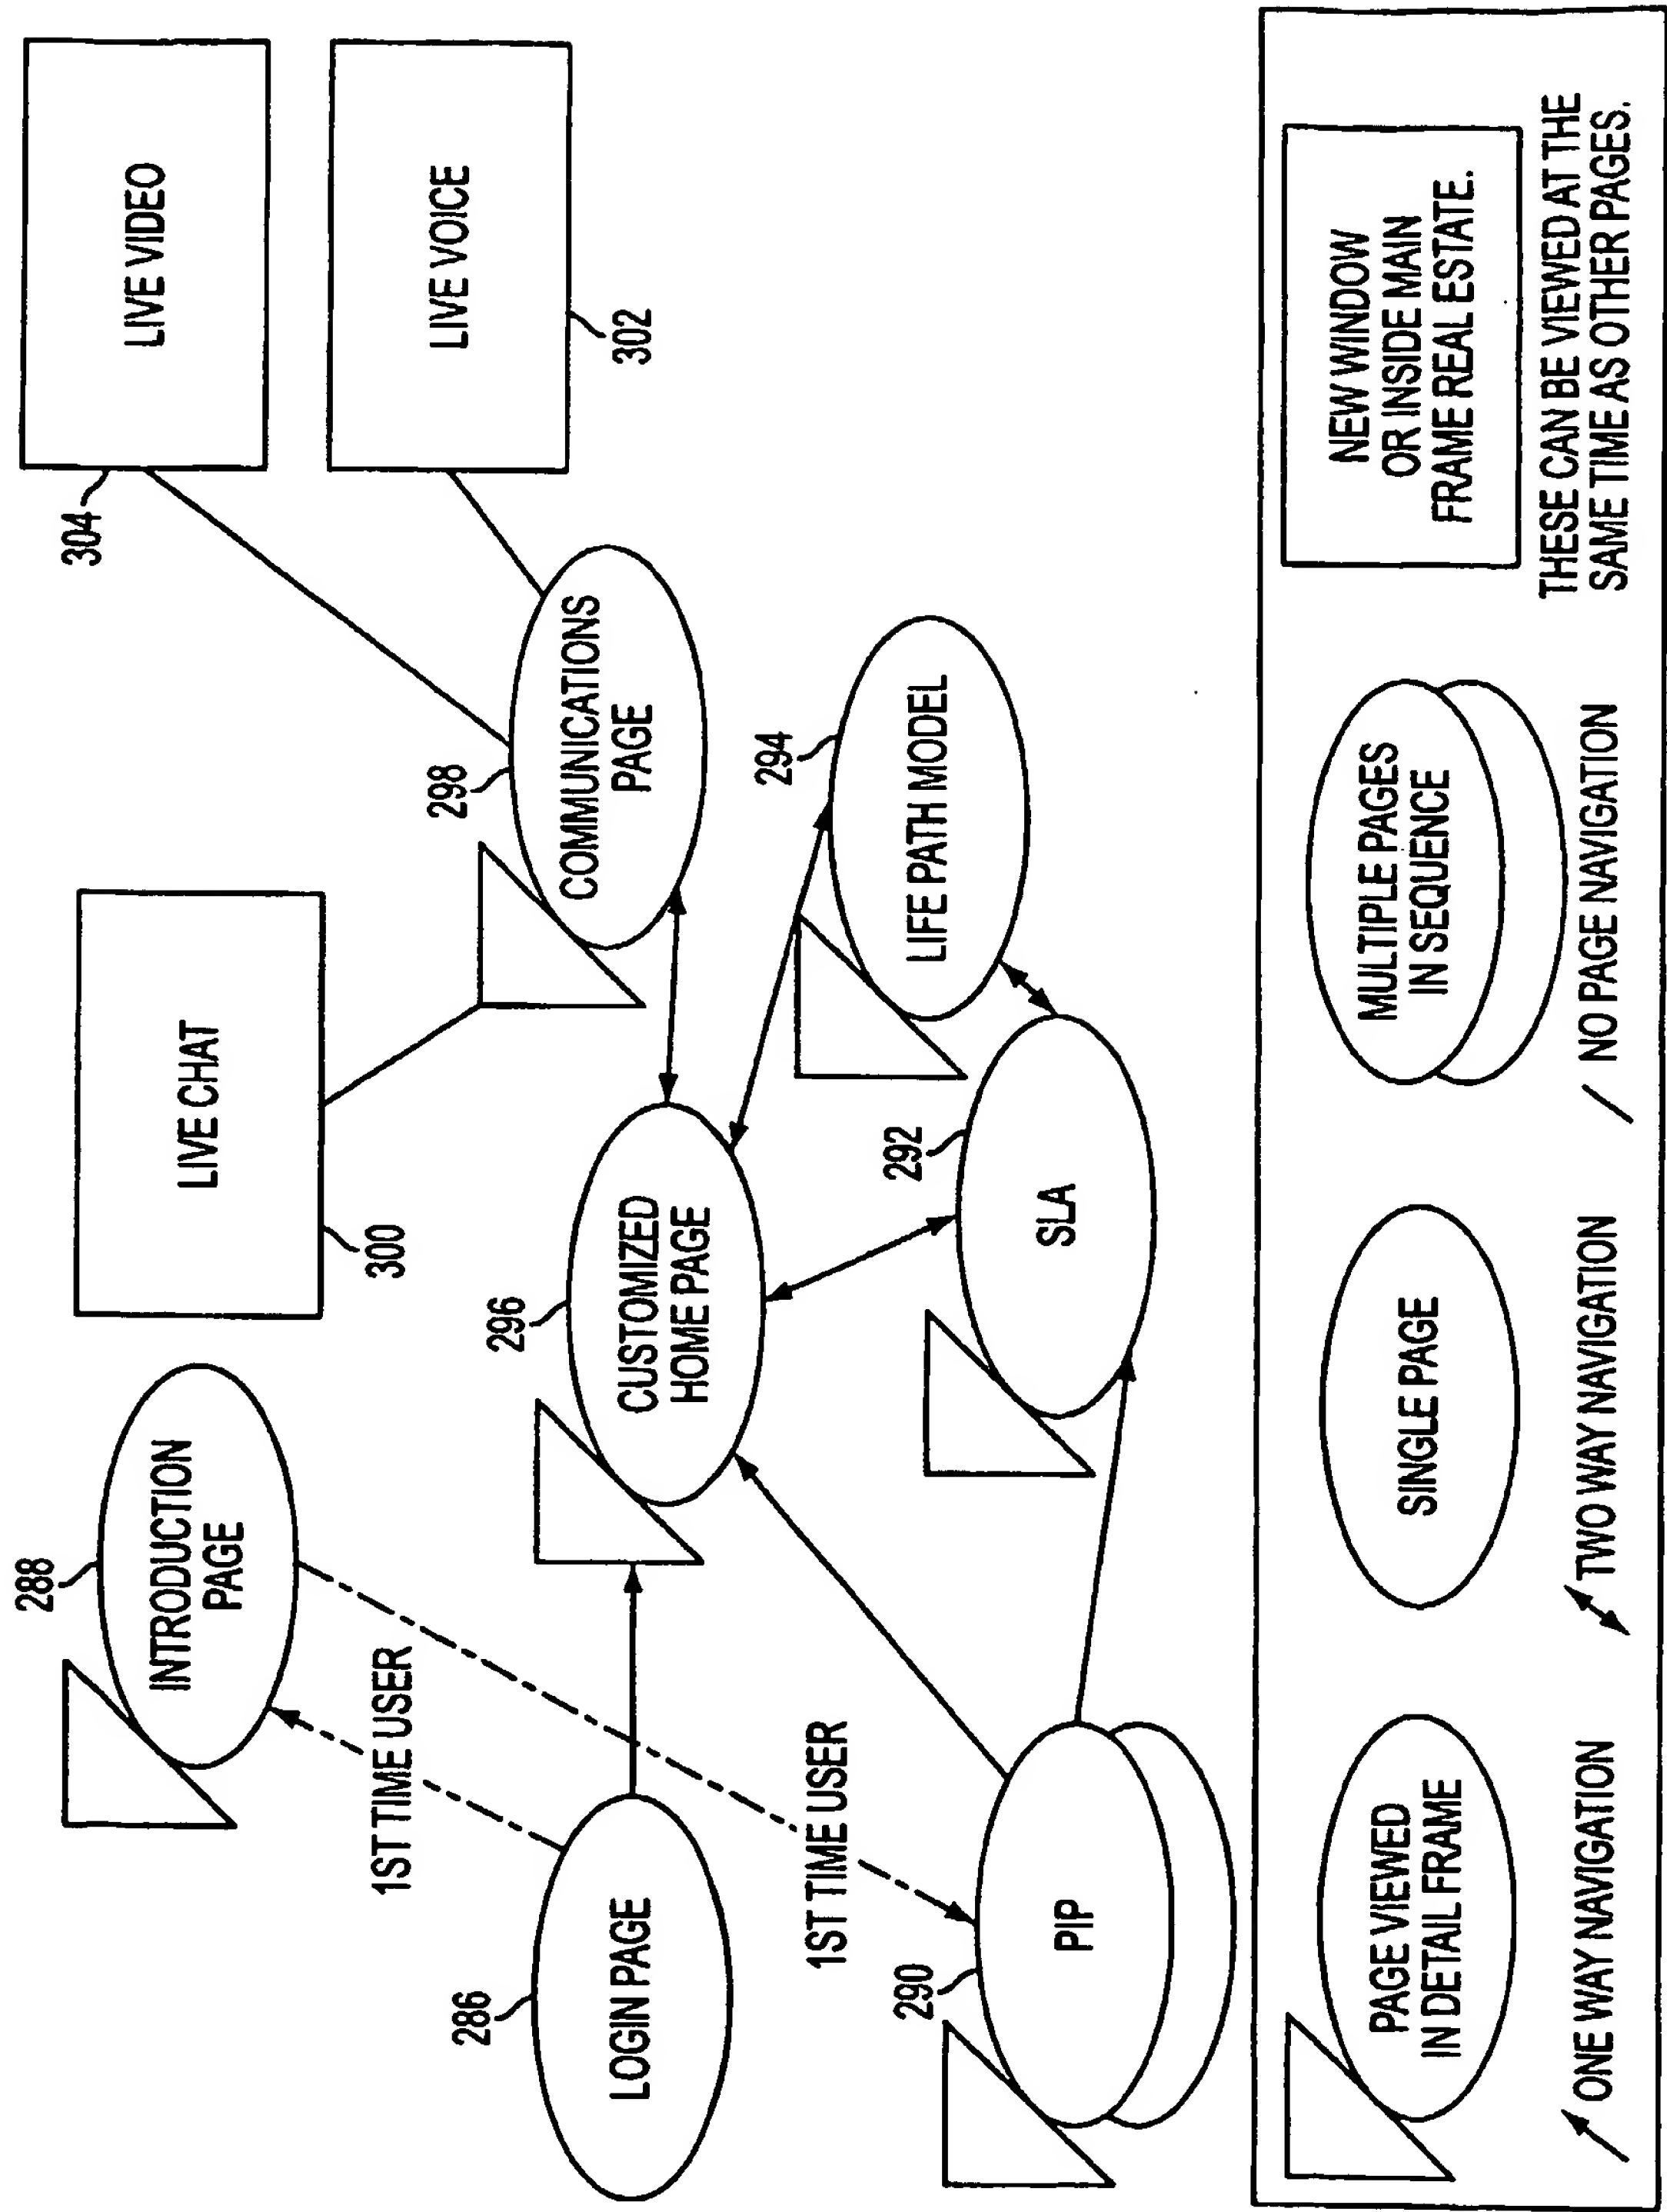 288
INTRODUCTION
PAGE
300
LIVE CHAT
304
LIVE VIDEO
LIVE VOICE
302
1ST TIME USER
286
LOGIN PAGE
296
CUSTOMIZED
HOME PAGE
298
COMMUNICATIONS
PAGE
1ST TIME USER
294
LIFE PATH MODEL
290
PIP
292
SLA
PAGE VIEWED
IN DETAIL FRAME
SINGLE PAGE
MULTIPLE PAGES
IN SEQUENCE
NEW WINDOW
OR INSIDE MAIN
FRAME REAL ESTATE.
THESE CAN BE VIEWED AT THE
SAME TIME AS OTHER PAGES.
ONE WAY NAVIGATION
TWO WAY NAVIGATION
NO PAGE NAVIGATION